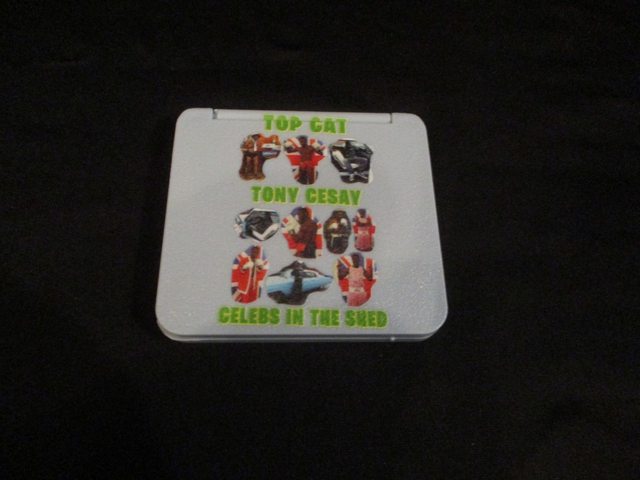 TOP CAT
TONY CESAY
CELEBS IN THE SHED